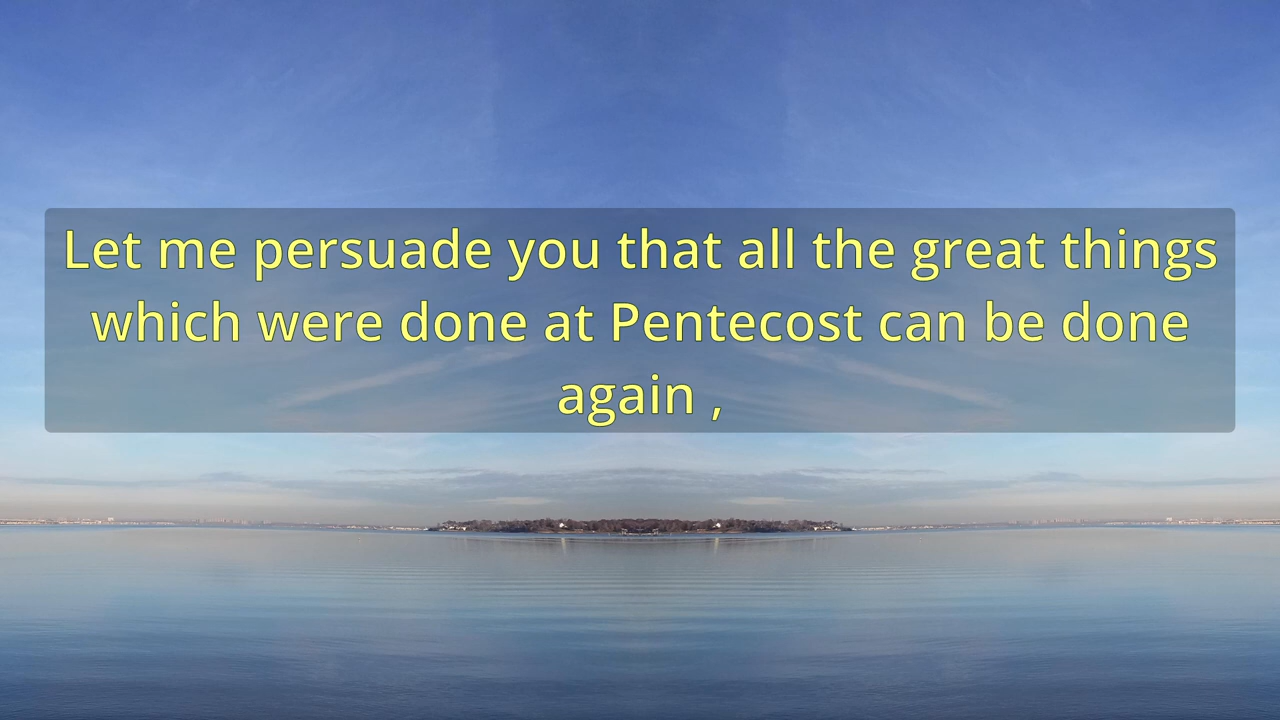 Let me persuade you that all the great things
which were done at Pentecost can be done
again ,